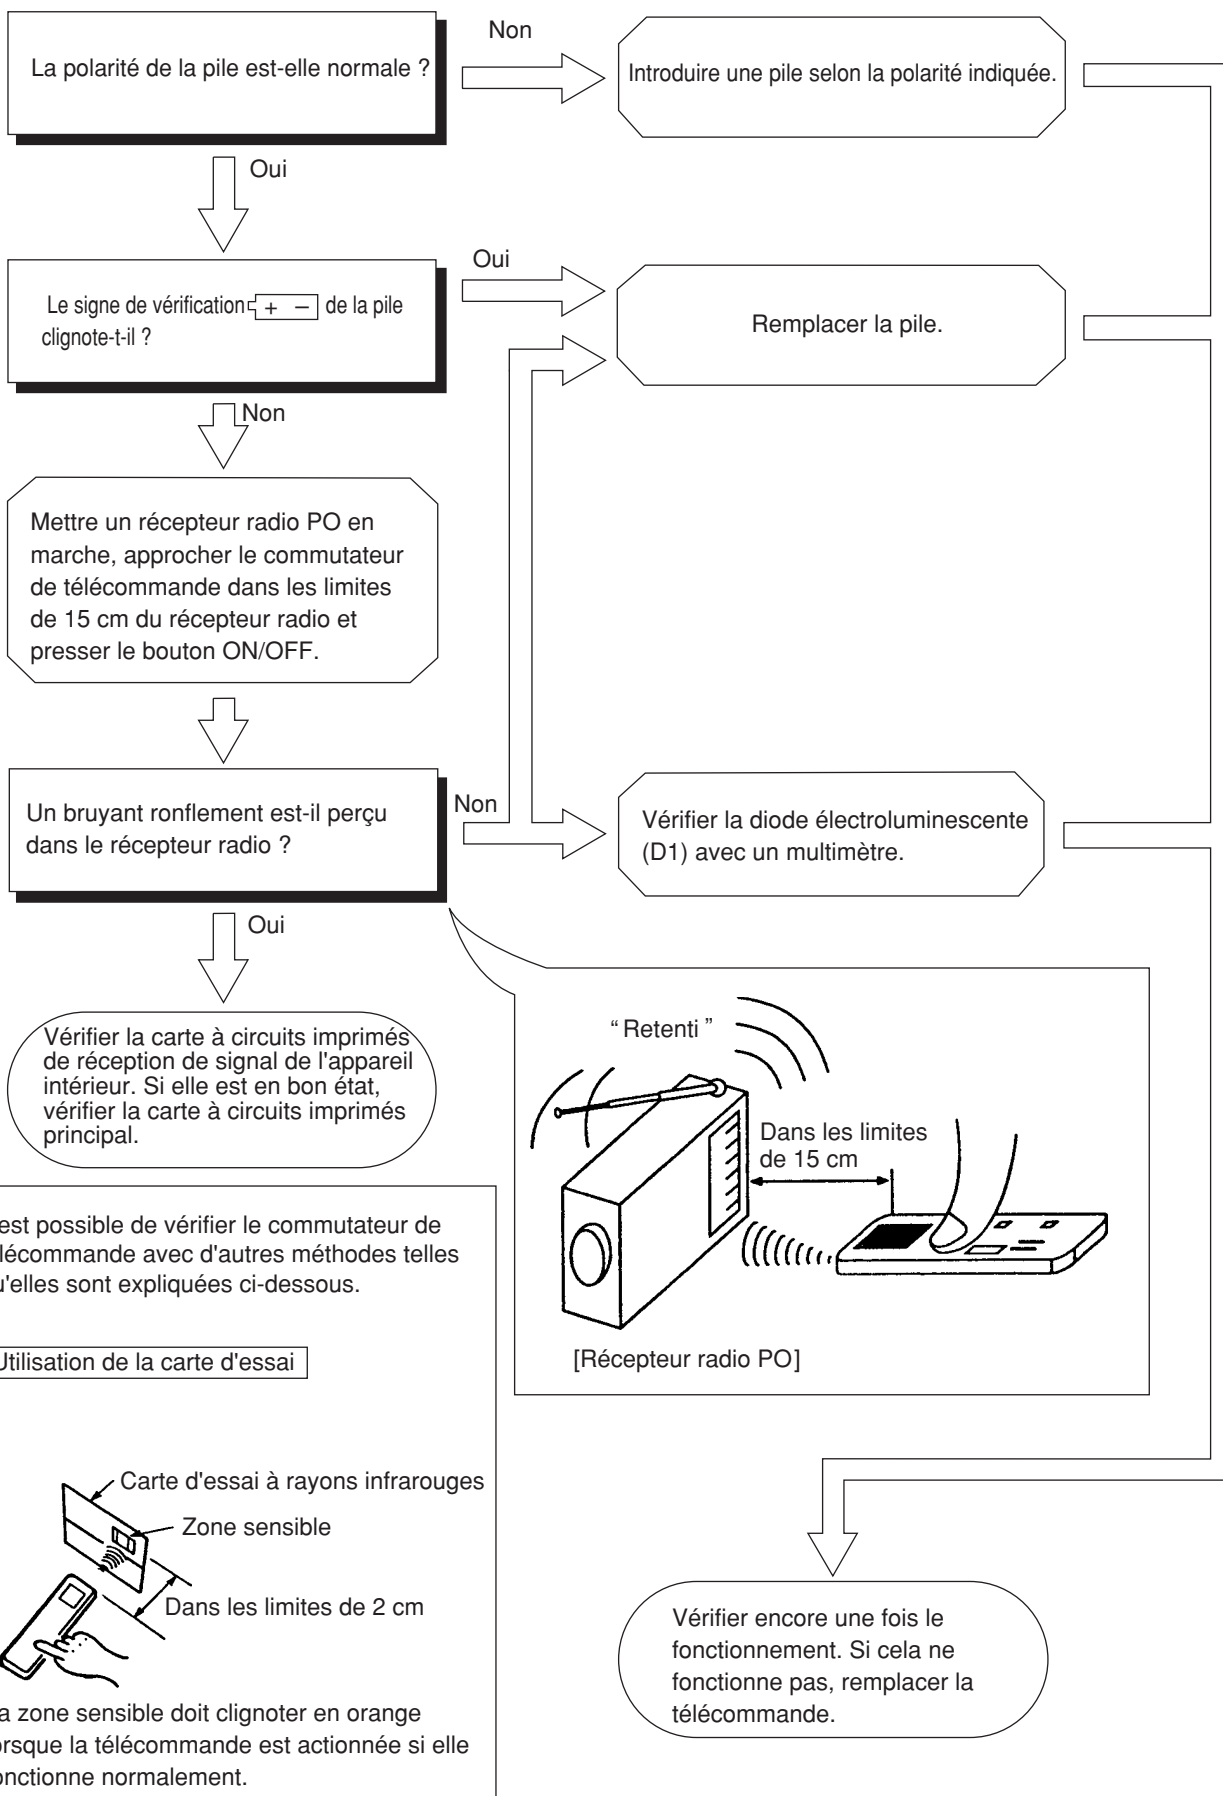 La polarité de la pile est-elle normale ?
Non
Introduire une pile selon la polarité indiquée.
Oui
Le signe de vérification + − de la pile
clignote-t-il ?
Oui
Remplacer la pile.
Non
Mettre un récepteur radio PO en
marche, approcher le commutateur
de télécommande dans les limites
de 15 cm du récepteur radio et
presser le bouton ON/OFF.
Un bruyant ronflement est-il perçu
dans le récepteur radio ?
Non
Vérifier la diode électroluminescente
(D1) avec un multimètre.
Oui
Vérifier la carte à circuits imprimés
de réception de signal de l'appareil
intérieur. Si elle est en bon état,
vérifier la carte à circuits imprimés
principal.
“ Retenti ”
Dans les limites
de 15 cm
[Récepteur radio PO]
est possible de vérifier le commutateur de
lécommande avec d'autres méthodes telles
u'elles sont expliquées ci-dessous.
Utilisation de la carte d'essai
Carte d'essai à rayons infrarouges
Zone sensible
Dans les limites de 2 cm
a zone sensible doit clignoter en orange
orsque la télécommande est actionnée si elle
onctionne normalement.
Vérifier encore une fois le
fonctionnement. Si cela ne
fonctionne pas, remplacer la
télécommande.